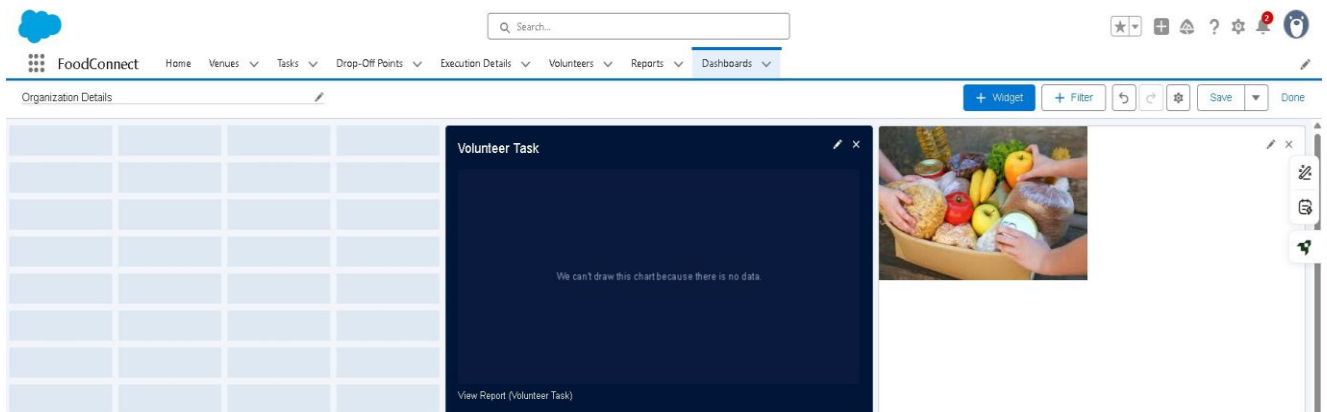 Search...
2
FoodConnect Home Venues Tasks Drop-Off Points Execution Details Volunteers Reports Dashboards
Organization Details + Widget + Filter Save Done
Volunteer Task
We can't draw this chart because there is no data.
View Report (Volunteer Task)